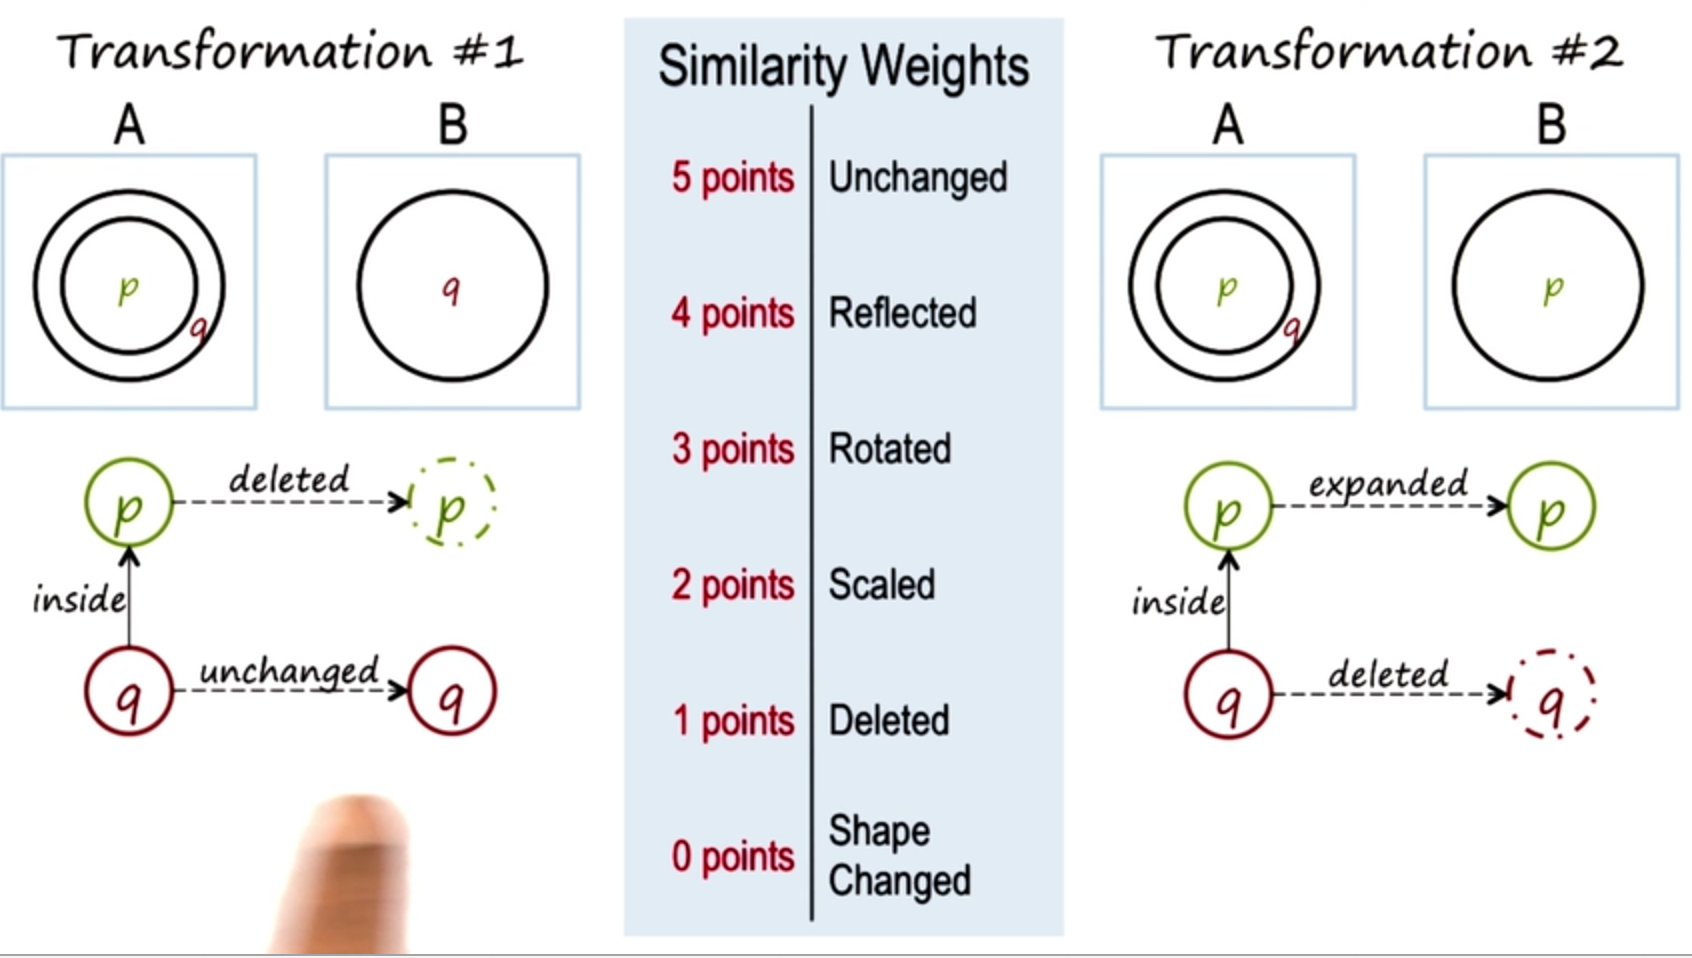 Transformation #1
A B
p
q
q
deleted
p
p
inside
unchanged
q
q
Similarity Weights
5 points Unchanged
4 points Reflected
3 points Rotated
2 points Scaled
1 points Deleted
0 points Shape
Changed
Transformation #2
A B
p
q
p
expanded
p
p
inside
deleted
q
q